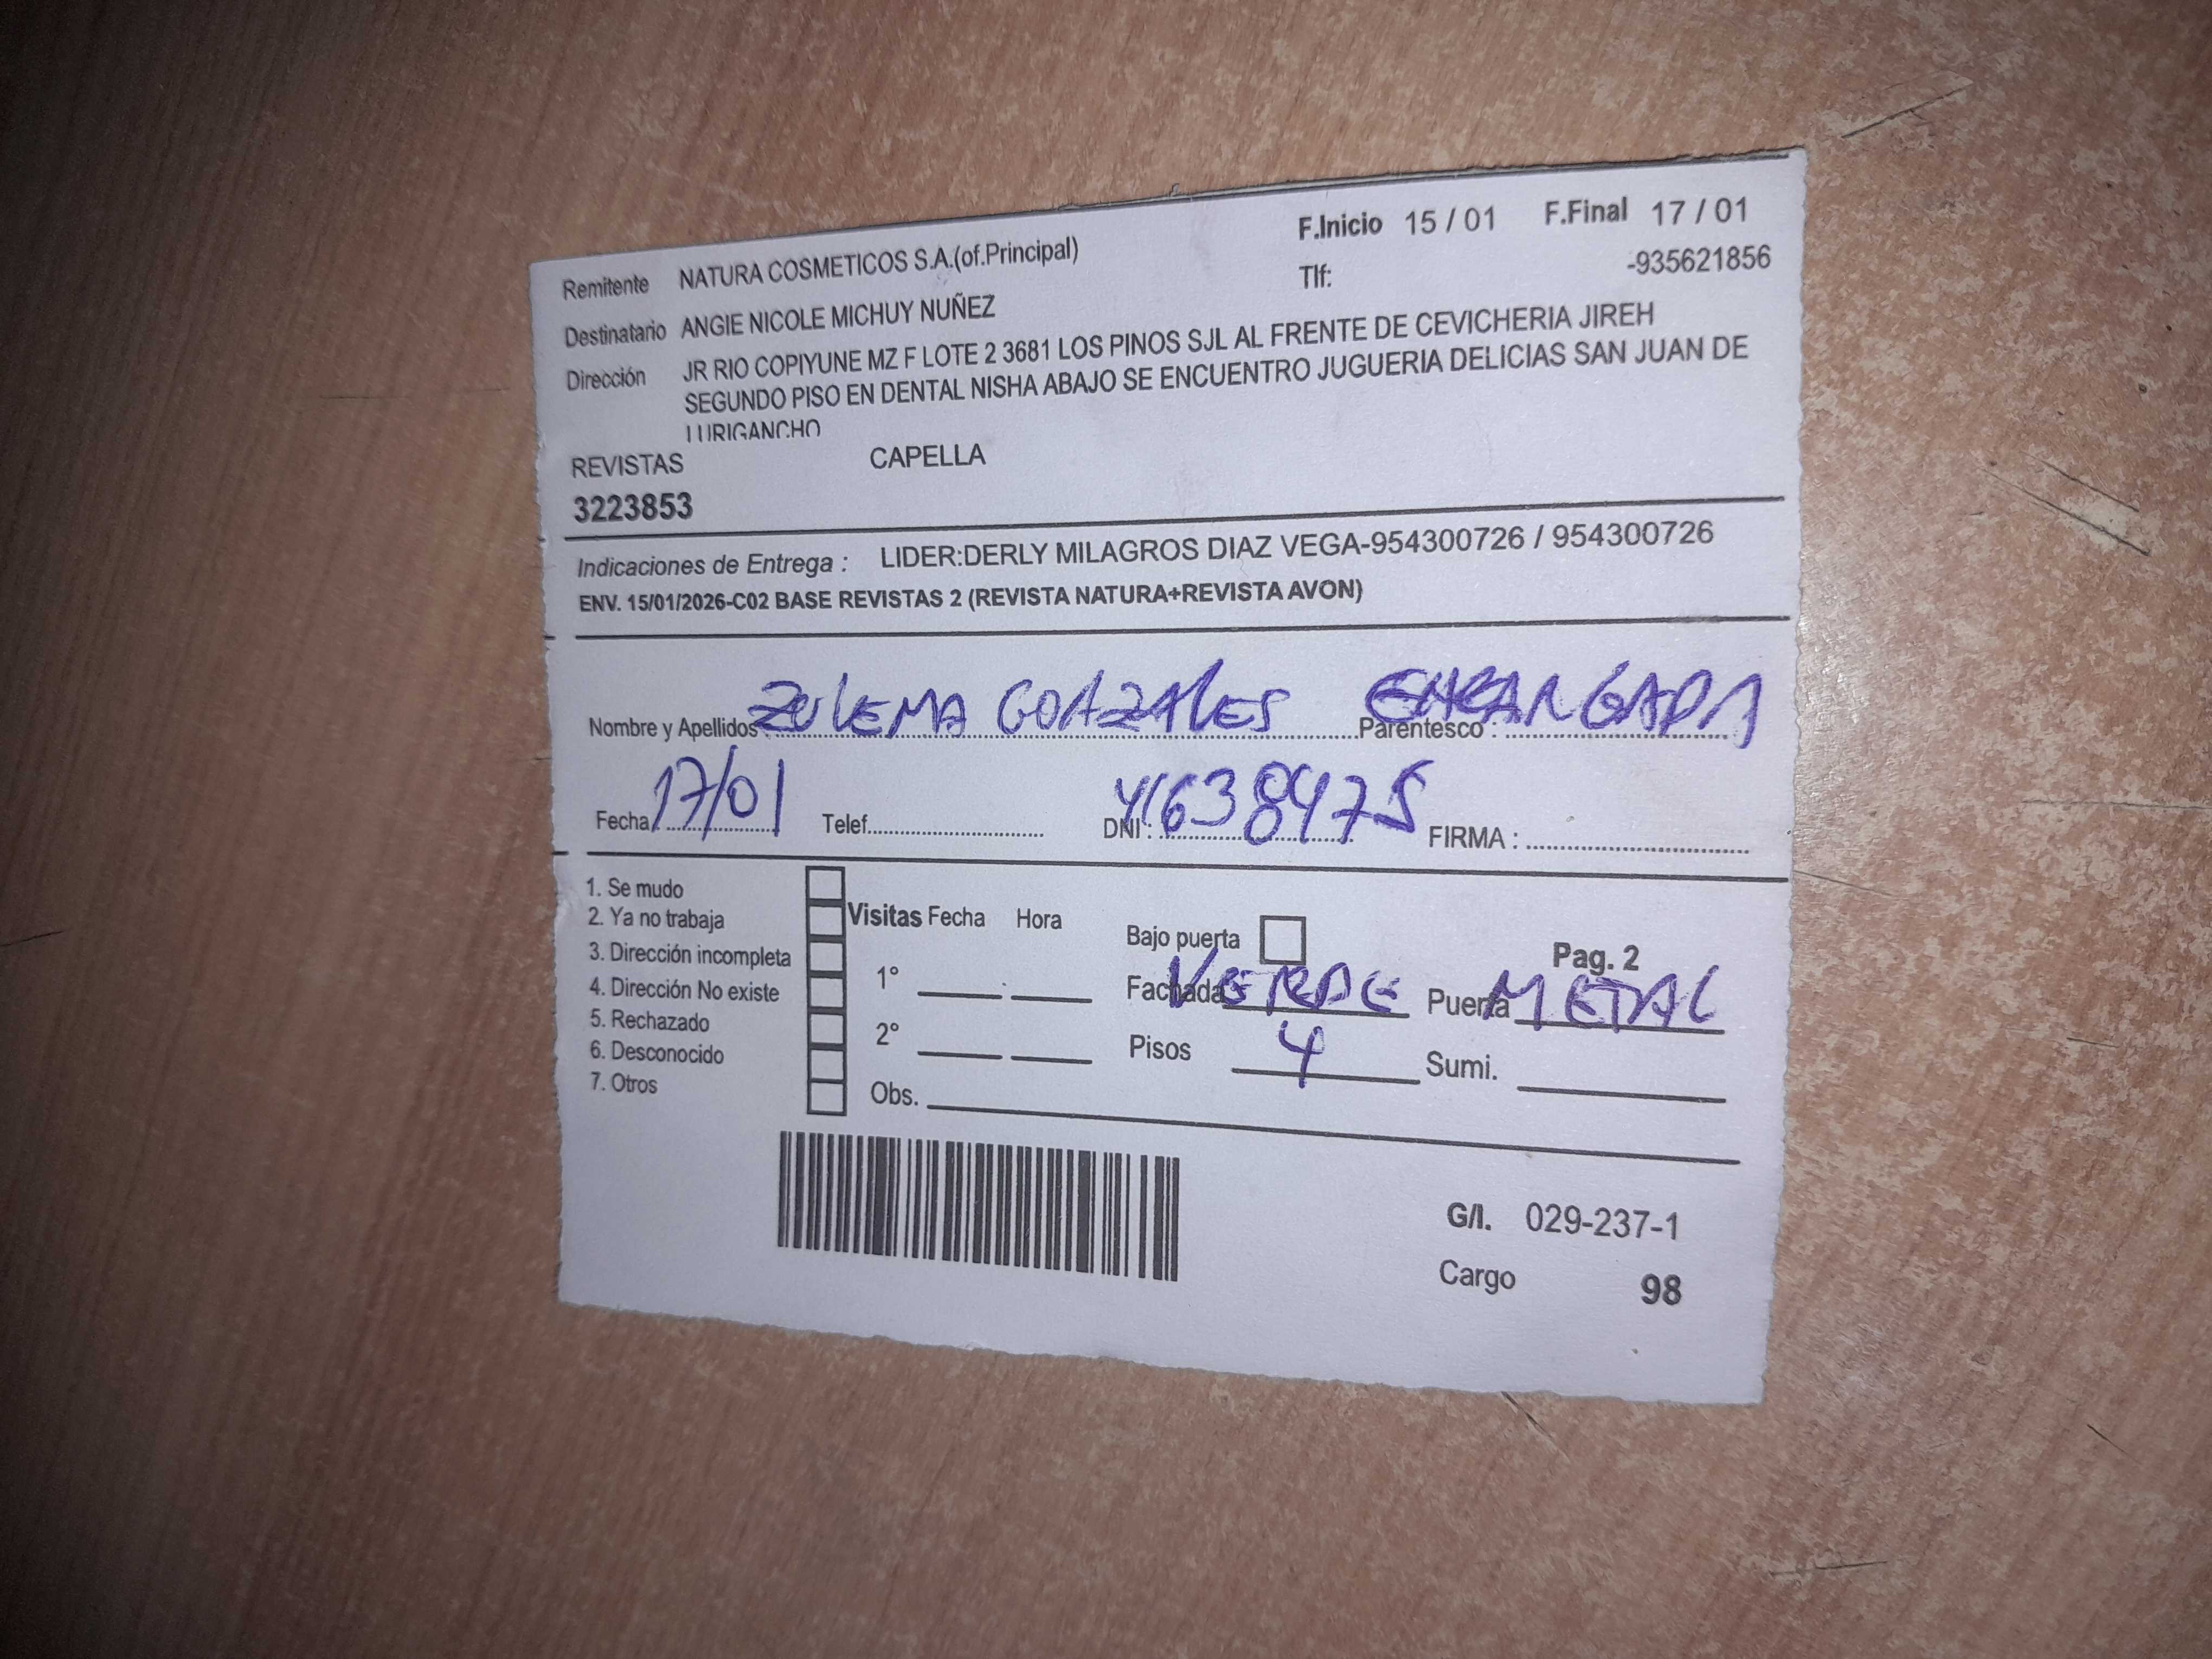 F.Inicio 15 / 01 F.Final 17 / 01
Remitente NATURA COSMETICOS S.A.(of.Principal) Tlf: -935621856
Destinatario ANGIE NICOLE MICHUY NUÑEZ
Dirección JR RIO COPIYUNE MZ F LOTE 2 3681 LOS PINOS SJL AL FRENTE DE CEVICHERIA JIREH
SEGUNDO PISO EN DENTAL NISHA ABAJO SE ENCUENTRO JUGUERIA DELICIAS SAN JUAN DE
LURIGANCHO
REVISTAS CAPELLA
3223853
Indicaciones de Entrega : LIDER:DERLY MILAGROS DIAZ VEGA-954300726 / 954300726
ENV. 15/01/2026-C02 BASE REVISTAS 2 (REVISTA NATURA+REVISTA AVON)
Nombre y Apellidos : ZULEMA GONZALES Parentesco : ENCARGADA
Fecha 17/01 Telef. DNI : 41638475 FIRMA :
1. Se mudo
2. Ya no trabaja
3. Dirección incompleta
4. Dirección No existe
5. Rechazado
6. Desconocido
7. Otros
Visitas Fecha Hora
1°
2°
Obs.
Bajo puerta Pag. 2
Fachada VERDE Puerta METAL
Pisos 4 Sumi.
G/I. 029-237-1
Cargo 98